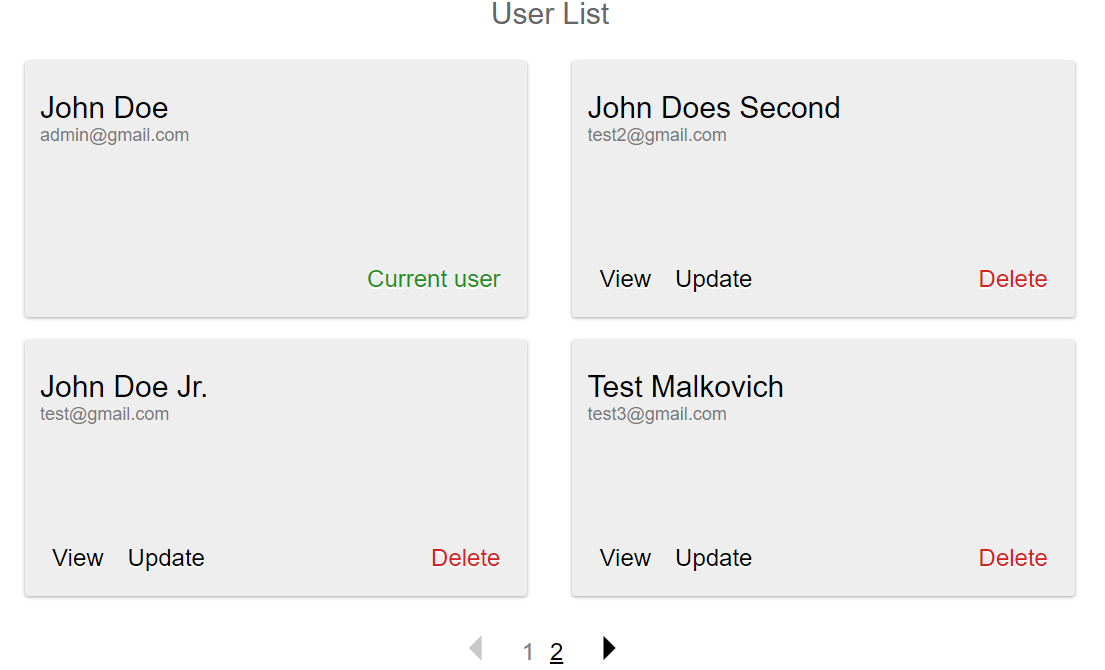 User List
John Doe
admin@gmail.com
Current user
John Does Second
test2@gmail.com
View Update Delete
John Doe Jr.
test@gmail.com
View Update Delete
Test Malkovich
test3@gmail.com
View Update Delete
1 2